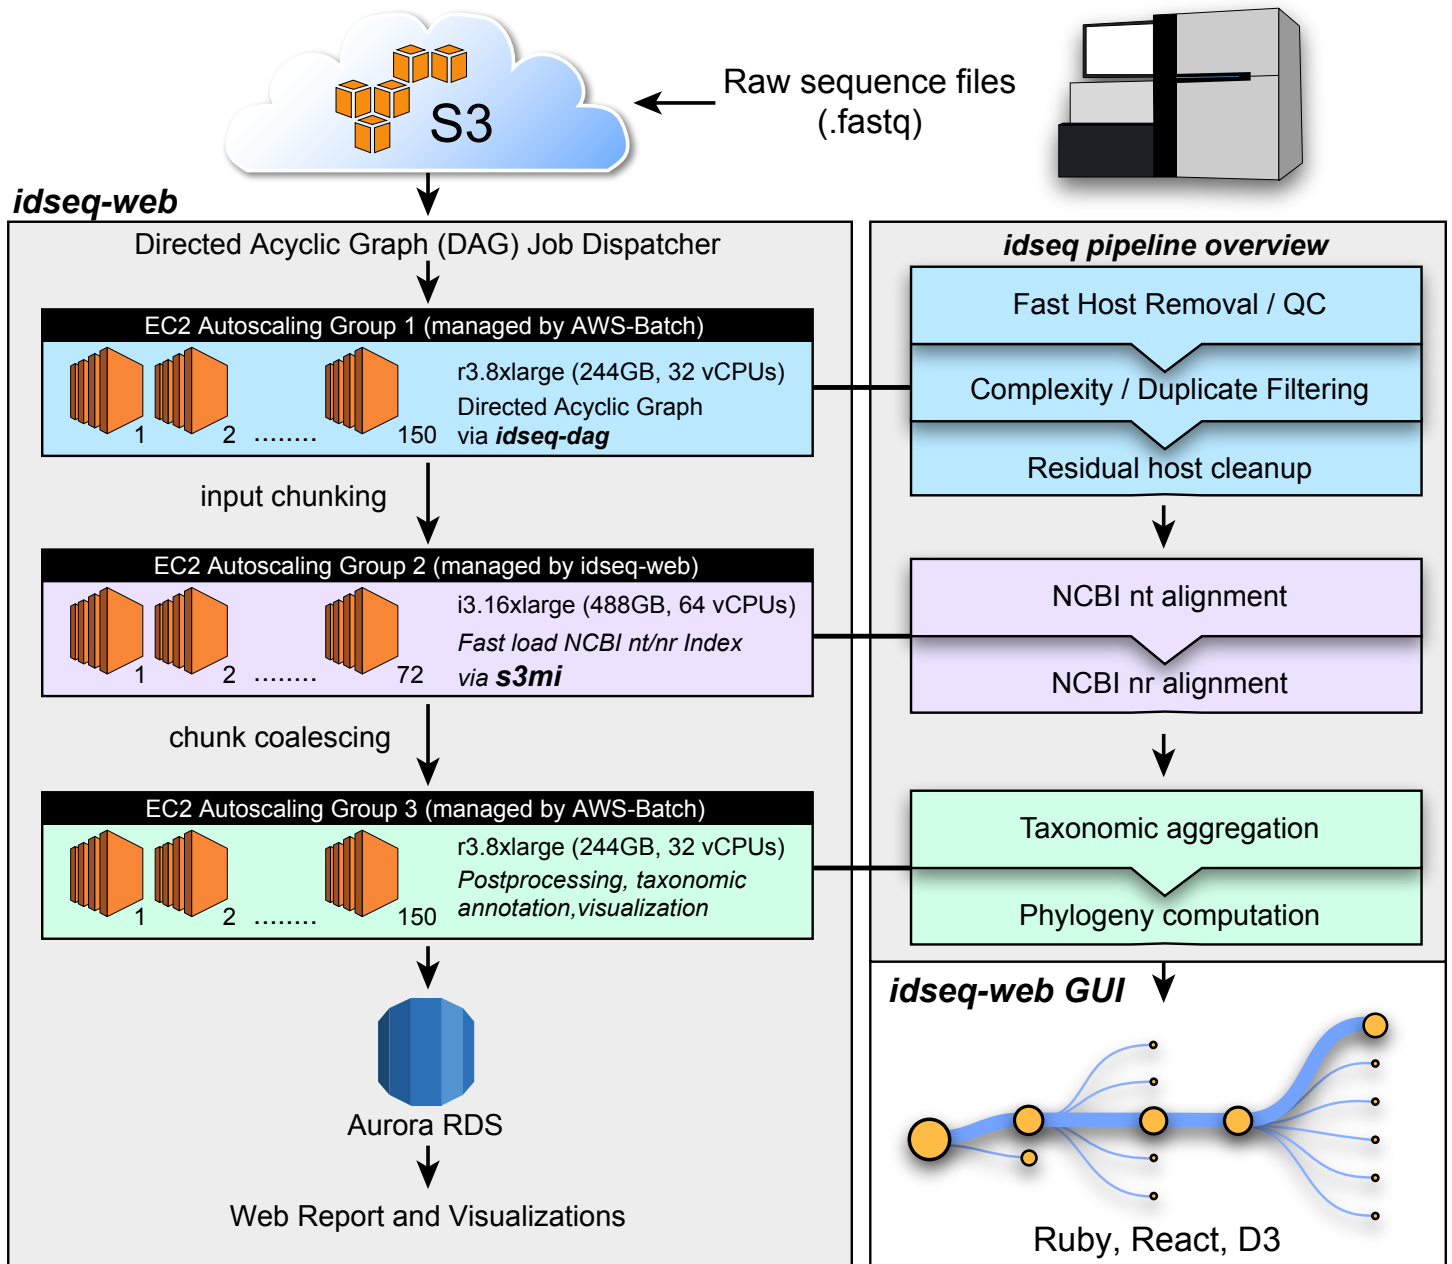 S3
Raw sequence files
(.fastq)
idseq-web
Directed Acyclic Graph (DAG) Job Dispatcher
EC2 Autoscaling Group 1 (managed by AWS-Batch)
r3.8xlarge (244GB, 32 vCPUs)
Directed Acyclic Graph
via idseq-dag
1 2 ........ 150
input chunking
EC2 Autoscaling Group 2 (managed by idseq-web)
i3.16xlarge (488GB, 64 vCPUs)
Fast load NCBI nt/nr Index
via s3mi
1 2 ........ 72
chunk coalescing
EC2 Autoscaling Group 3 (managed by AWS-Batch)
r3.8xlarge (244GB, 32 vCPUs)
Postprocessing, taxonomic
annotation,visualization
1 2 ........ 150
Aurora RDS
Web Report and Visualizations
idseq pipeline overview
Fast Host Removal / QC
Complexity / Duplicate Filtering
Residual host cleanup
NCBI nt alignment
NCBI nr alignment
Taxonomic aggregation
Phylogeny computation
idseq-web GUI
Ruby, React, D3